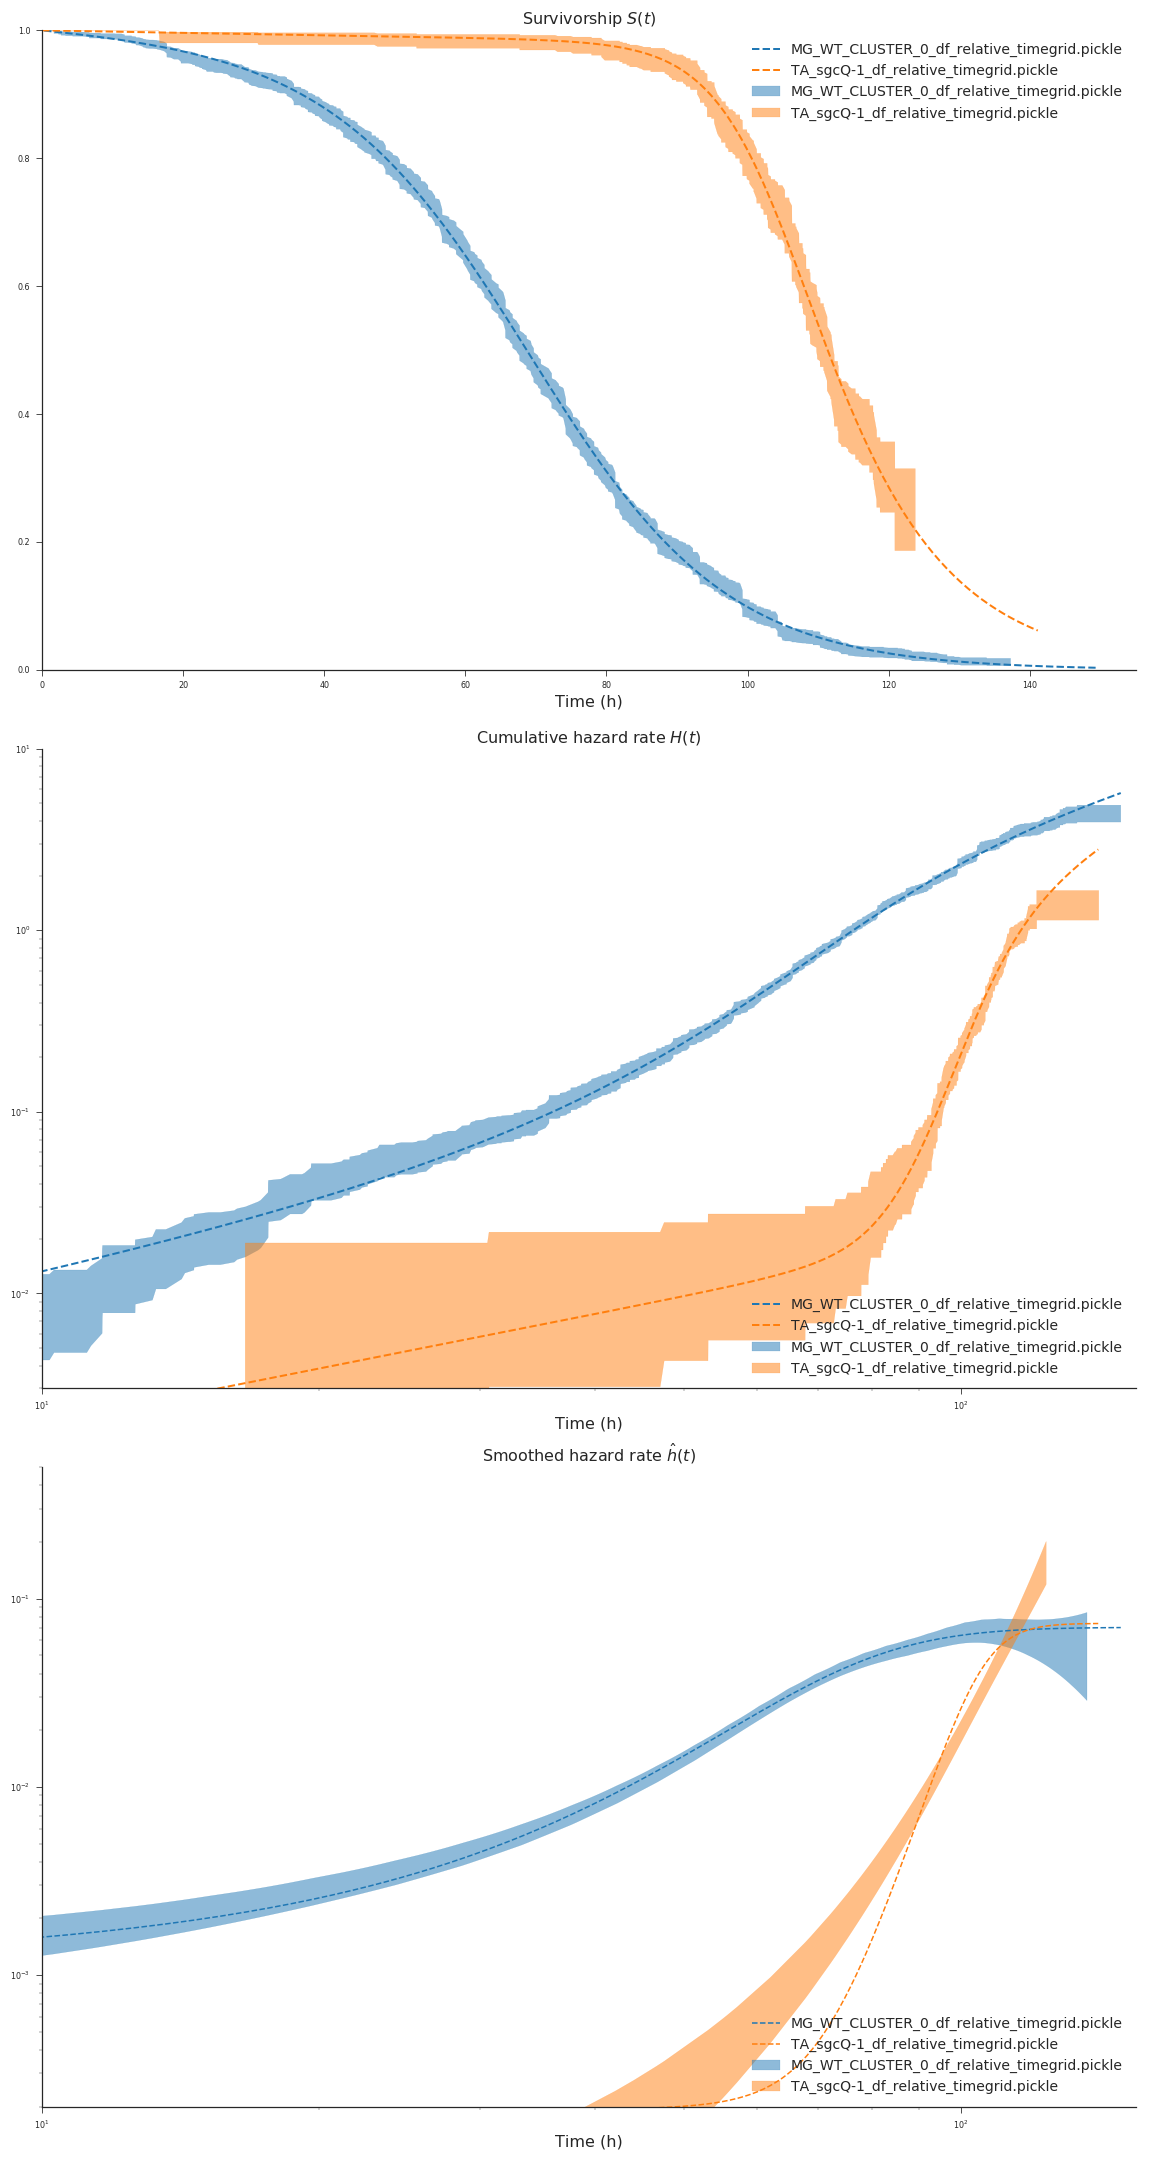 Survivorship S(t)
1.0
0.8
0.6
0.4
0.2
0.0
MG_WT_CLUSTER_0_df_relative_timegrid.pickle
TA_sgcQ-1_df_relative_timegrid.pickle
MG_WT_CLUSTER_0_df_relative_timegrid.pickle
TA_sgcQ-1_df_relative_timegrid.pickle
0 20 40 60 80 100 120 140
Time (h)
Cumulative hazard rate H(t)
10¹
10⁰
10⁻¹
10⁻²
MG_WT_CLUSTER_0_df_relative_timegrid.pickle
TA_sgcQ-1_df_relative_timegrid.pickle
MG_WT_CLUSTER_0_df_relative_timegrid.pickle
TA_sgcQ-1_df_relative_timegrid.pickle
10¹ 10²
Time (h)
Smoothed hazard rate ĥ(t)
10⁻¹
10⁻²
10⁻³
MG_WT_CLUSTER_0_df_relative_timegrid.pickle
TA_sgcQ-1_df_relative_timegrid.pickle
MG_WT_CLUSTER_0_df_relative_timegrid.pickle
TA_sgcQ-1_df_relative_timegrid.pickle
10¹ 10²
Time (h)